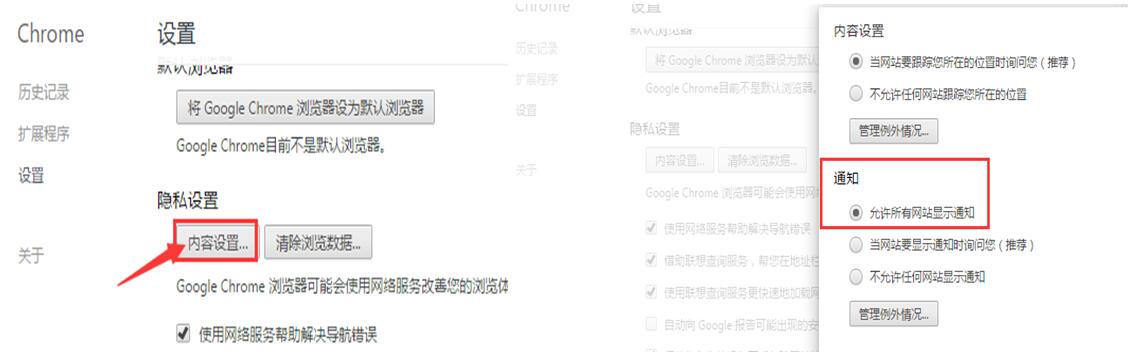 Chrome
历史记录
扩展程序
设置
关于
设置
默认浏览器
将 Google Chrome 浏览器设为默认浏览器
Google Chrome目前不是默认浏览器。
隐私设置
内容设置...
清除浏览数据...
Google Chrome 浏览器可能会使用网络服务改善您的浏览体
使用网络服务帮助解决导航错误
Chrome
历史记录
扩展程序
设置
关于
设置
默认浏览器
将 Google Chrome 浏览器设为默认
Google Chrome目前不是默认浏览器。
隐私设置
内容设置...
清除浏览数据...
Google Chrome 浏览器可能会使用网
使用网络服务帮助解决导航错误
借助联想查询服务，帮您在地址栏
使用联想查询服务更快速地加载网
自动向 Google 报告可能出现的安
内容设置
当网站要跟踪您所在的位置时询问您（推荐）
不允许任何网站跟踪您所在的位置
管理例外情况...
通知
允许所有网站显示通知
当网站要显示通知时询问您（推荐）
不允许任何网站显示通知
管理例外情况...